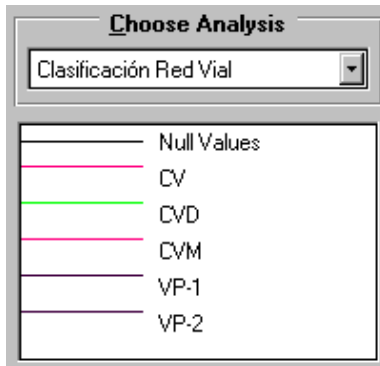 Choose Analysis
Clasificación Red Vial
Null Values
CV
CVD
CVM
VP-1
VP-2